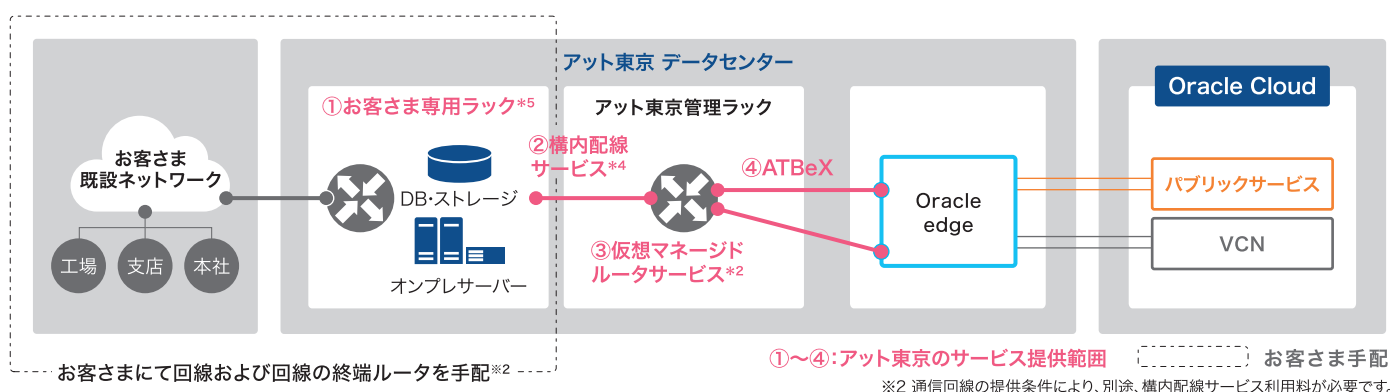 アット東京 データセンター
Oracle Cloud
①お客さま専用ラック*5
アット東京管理ラック
お客さま
既設ネットワーク
②構内配線
サービス*4
④ATBeX
DB・ストレージ
Oracle
edge
パブリックサービス
VCN
③仮想マネージド
ルータサービス*2
工場
支店
本社
オンプレサーバー
①～④：アット東京のサービス提供範囲
お客さま手配
お客さまにて回線および回線の終端ルータを手配※2
※2 通信回線の提供条件により、別途、構内配線サービス利用料が必要です。